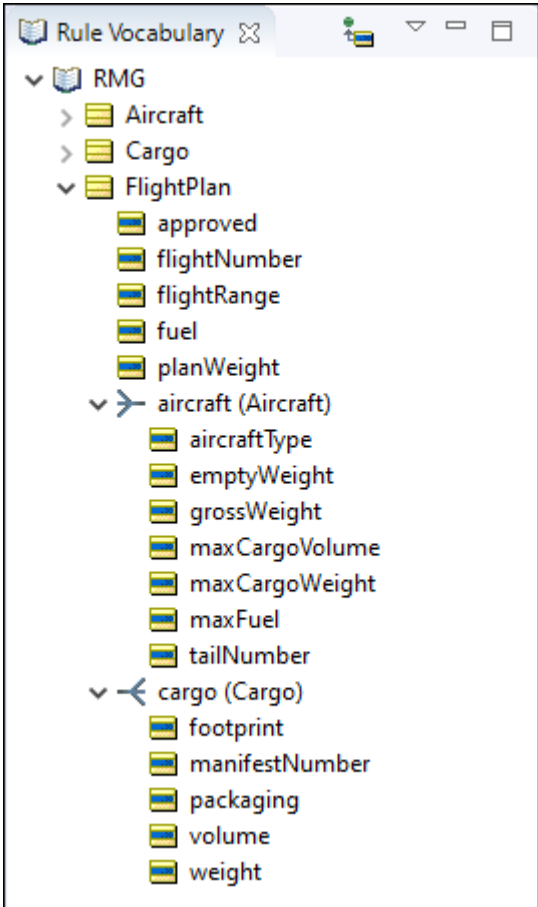 Rule Vocabulary
RMG
Aircraft
Cargo
FlightPlan
approved
flightNumber
flightRange
fuel
planWeight
aircraft (Aircraft)
aircraftType
emptyWeight
grossWeight
maxCargoVolume
maxCargoWeight
maxFuel
tailNumber
cargo (Cargo)
footprint
manifestNumber
packaging
volume
weight